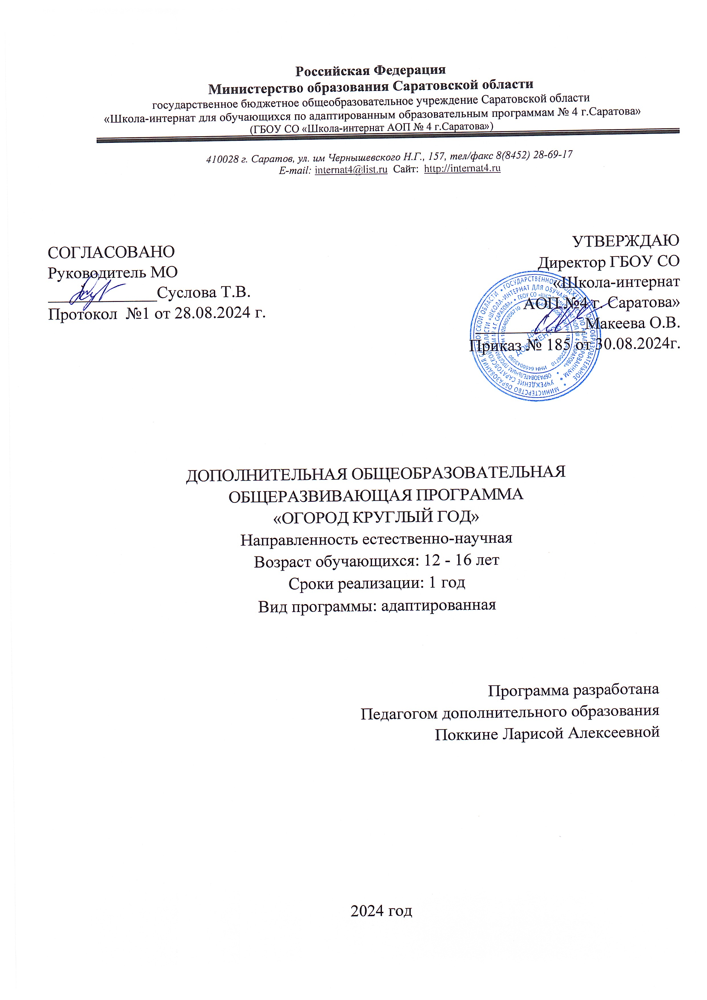 Российская Федерация
Министерство образования Саратовской области
государственное бюджетное общеобразовательное учреждение Саратовской области
«Школа-интернат для обучающихся по адаптированным образовательным программам № 4 г.Саратова»
(ГБОУ СО «Школа-интернат АОП № 4 г.Саратова»)
410028 г. Саратов, ул. им Чернышевского Н.Г., 157, тел/факс 8(8452) 28-69-17
E-mail: internat4@list.ru Сайт: http://internat4.ru
СОГЛАСОВАНО
Руководитель МО
Суслова Т.В.
Протокол №1 от 28.08.2024 г.
УТВЕРЖДАЮ
Директор ГБОУ СО
«Школа-интернат
АОП №4 г. Саратова»
Макеева О.В.
Приказ № 185 от 30.08.2024г.
ДЛЯ
ДОКУМЕНТОВ
ДОПОЛНИТЕЛЬНАЯ ОБЩЕОБРАЗОВАТЕЛЬНАЯ
ОБЩЕРАЗВИВАЮЩАЯ ПРОГРАММА
«ОГОРОД КРУГЛЫЙ ГОД»
Направленность естественно-научная
Возраст обучающихся: 12 - 16 лет
Сроки реализации: 1 год
Вид программы: адаптированная
Программа разработана
Педагогом дополнительного образования
Поккине Ларисой Алексеевной
2024 год